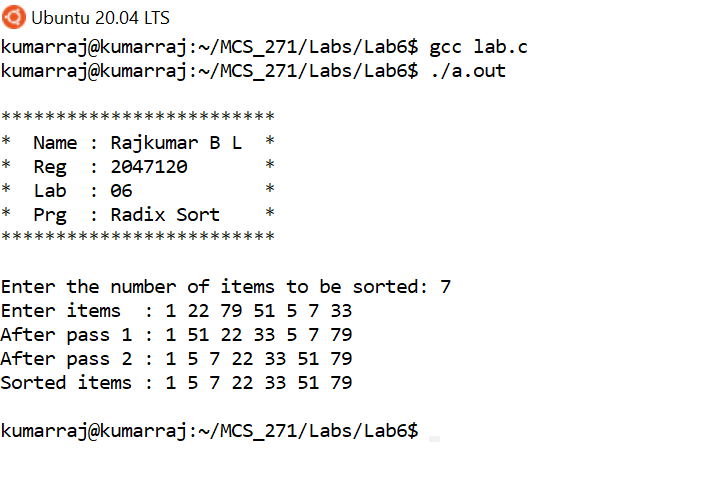 Ubuntu 20.04 LTS
kumarraj@kumarraj:~/MCS_271/Labs/Lab6$ gcc lab.c
kumarraj@kumarraj:~/MCS_271/Labs/Lab6$ ./a.out
*************************
*  Name : Rajkumar B L  *
*  Reg  : 2047120       *
*  Lab  : 06            *
*  Prg  : Radix Sort    *
*************************
Enter the number of items to be sorted: 7
Enter items  : 1 22 79 51 5 7 33
After pass 1 : 1 51 22 33 5 7 79
After pass 2 : 1 5 7 22 33 51 79
Sorted items : 1 5 7 22 33 51 79
kumarraj@kumarraj:~/MCS_271/Labs/Lab6$